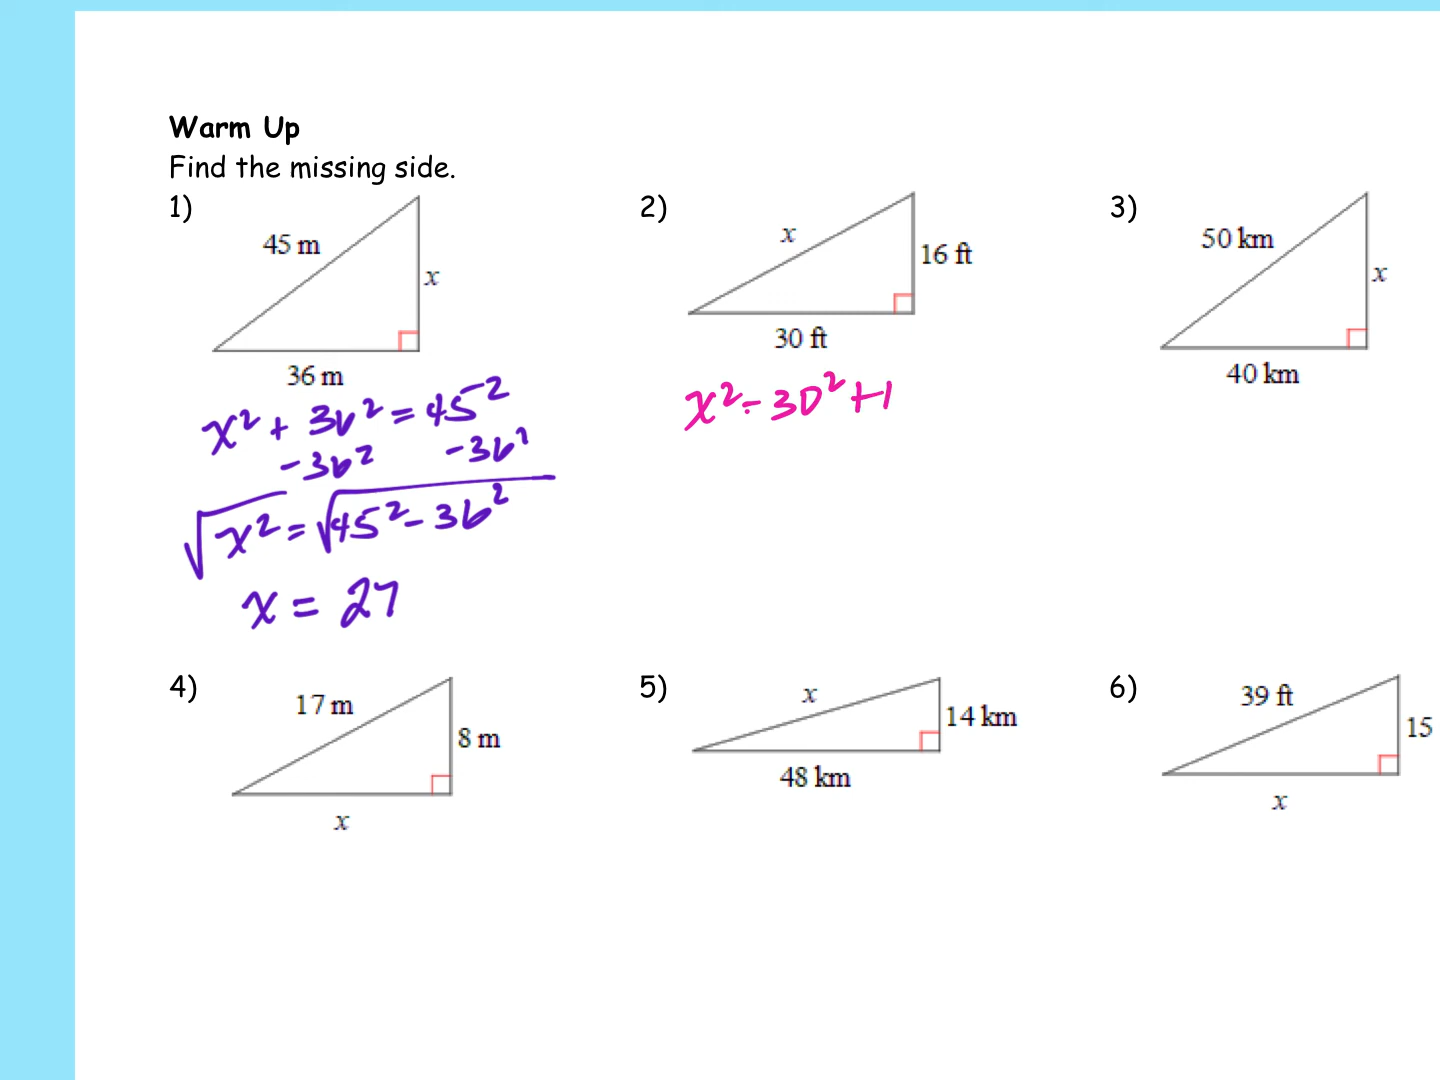 Warm Up
Find the missing side.
1)
45 m
x
36 m
x² + 36² = 45²
-36² -36²
√x² = √45² - 36²
x = 27
2)
x
16 ft
30 ft
x² = 30² + 1
3)
50 km
x
40 km
4)
17 m
8 m
x
5)
x
14 km
48 km
6)
39 ft
15
x